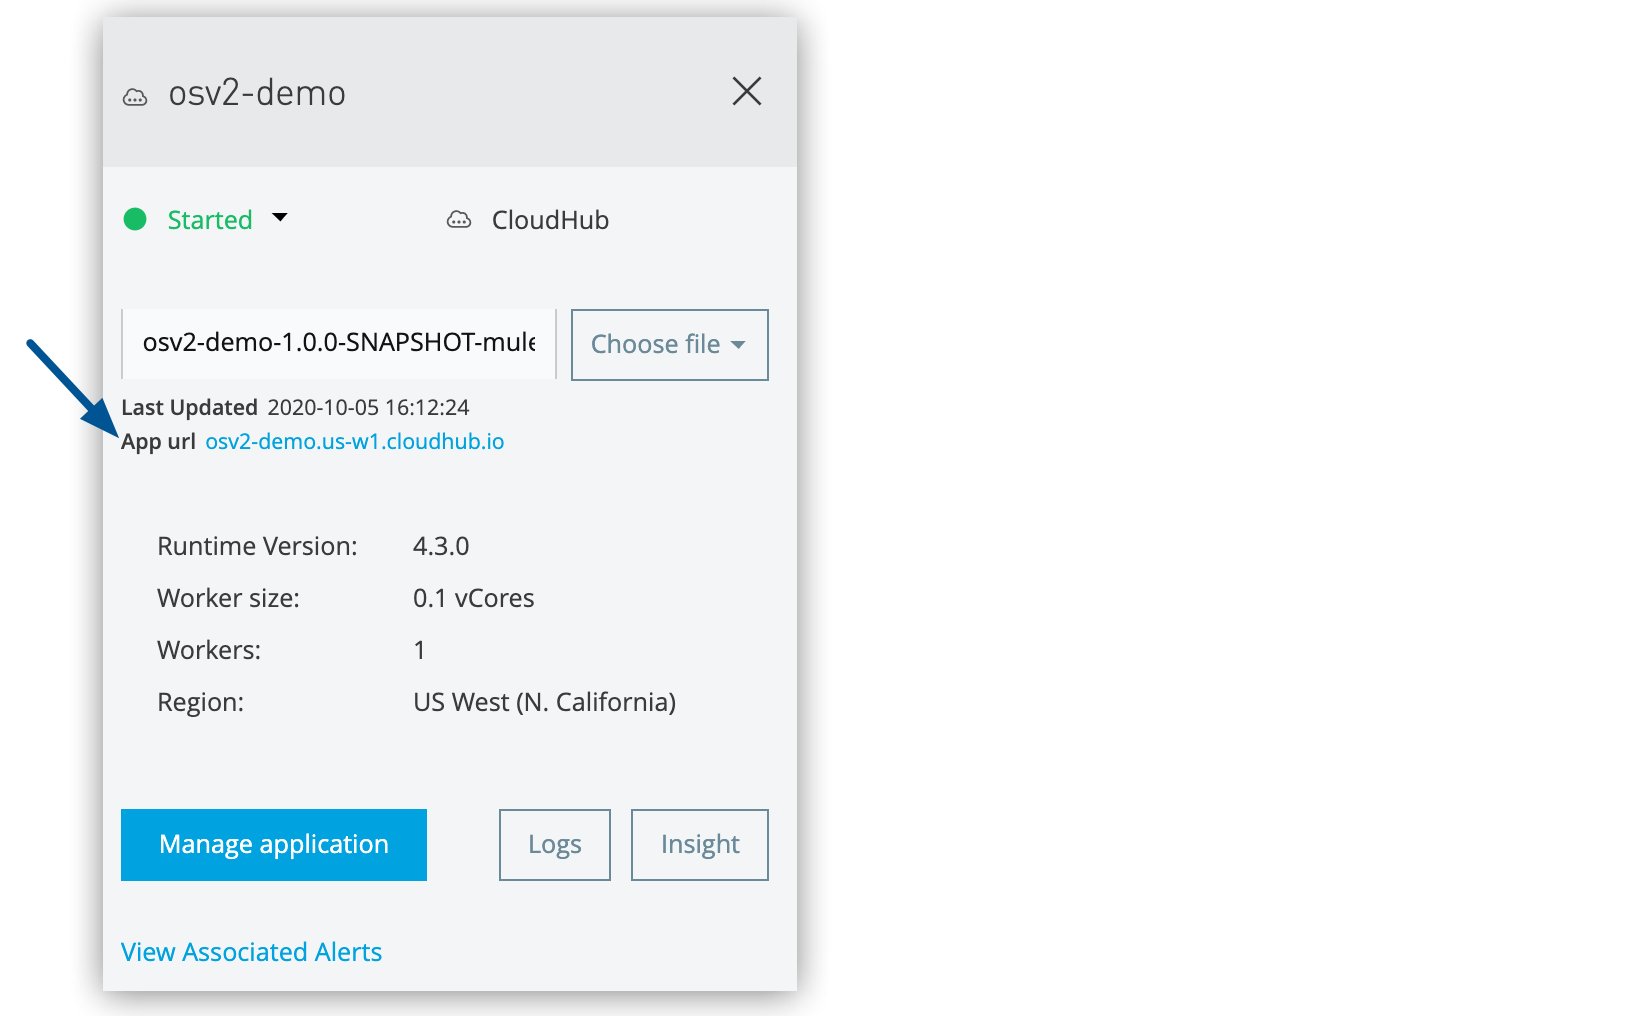 osv2-demo
Started CloudHub
osv2-demo-1.0.0-SNAPSHOT-mule Choose file
Last Updated 2020-10-05 16:12:24
App url osv2-demo.us-w1.cloudhub.io
Runtime Version: 4.3.0
Worker size: 0.1 vCores
Workers: 1
Region: US West (N. California)
Manage application Logs Insight
View Associated Alerts